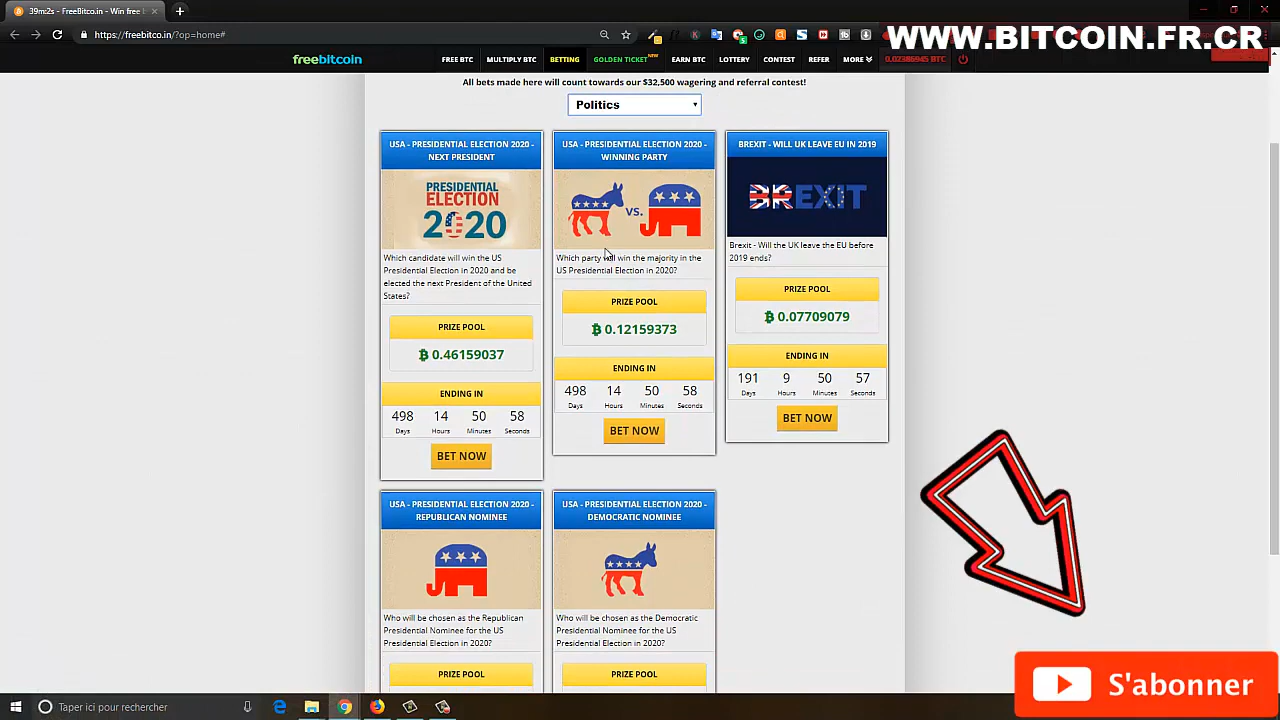 39m:2s - FreeBitco.in - Win free b
https://freebitco.in/?op=home#
WWW.BITCOIN.FR.CR
freebitcoin
FREE BTC
MULTIPLY BTC
BETTING
GOLDEN TICKET NEW
EARN BTC
LOTTERY
CONTEST
REFER
MORE
0.02386945 BTC
All bets made here will count towards our $32,500 wagering and referral contest!
Politics
USA - PRESIDENTIAL ELECTION 2020 -
NEXT PRESIDENT
PRESIDENTIAL
ELECTION
2020
Which candidate will win the US
Presidential Election in 2020 and be
elected the next President of the United
States?
PRIZE POOL
₿ 0.46159037
ENDING IN
498 14 50 58
Days Hours Minutes Seconds
BET NOW
USA - PRESIDENTIAL ELECTION 2020 -
WINNING PARTY
VS.
Which party will win the majority in the
US Presidential Election in 2020?
PRIZE POOL
₿ 0.12159373
ENDING IN
498 14 50 58
Days Hours Minutes Seconds
BET NOW
BREXIT - WILL UK LEAVE EU IN 2019
BREXIT
Brexit - Will the UK leave the EU before
2019 ends?
PRIZE POOL
₿ 0.07709079
ENDING IN
191 9 50 57
Days Hours Minutes Seconds
BET NOW
USA - PRESIDENTIAL ELECTION 2020 -
REPUBLICAN NOMINEE
Who will be chosen as the Republican
Presidential Nominee for the US
Presidential Election in 2020?
PRIZE POOL
USA - PRESIDENTIAL ELECTION 2020 -
DEMOCRATIC NOMINEE
Who will be chosen as the Democratic
Presidential Nominee for the US
Presidential Election in 2020?
PRIZE POOL
S'abonner
Taper ici pour rechercher